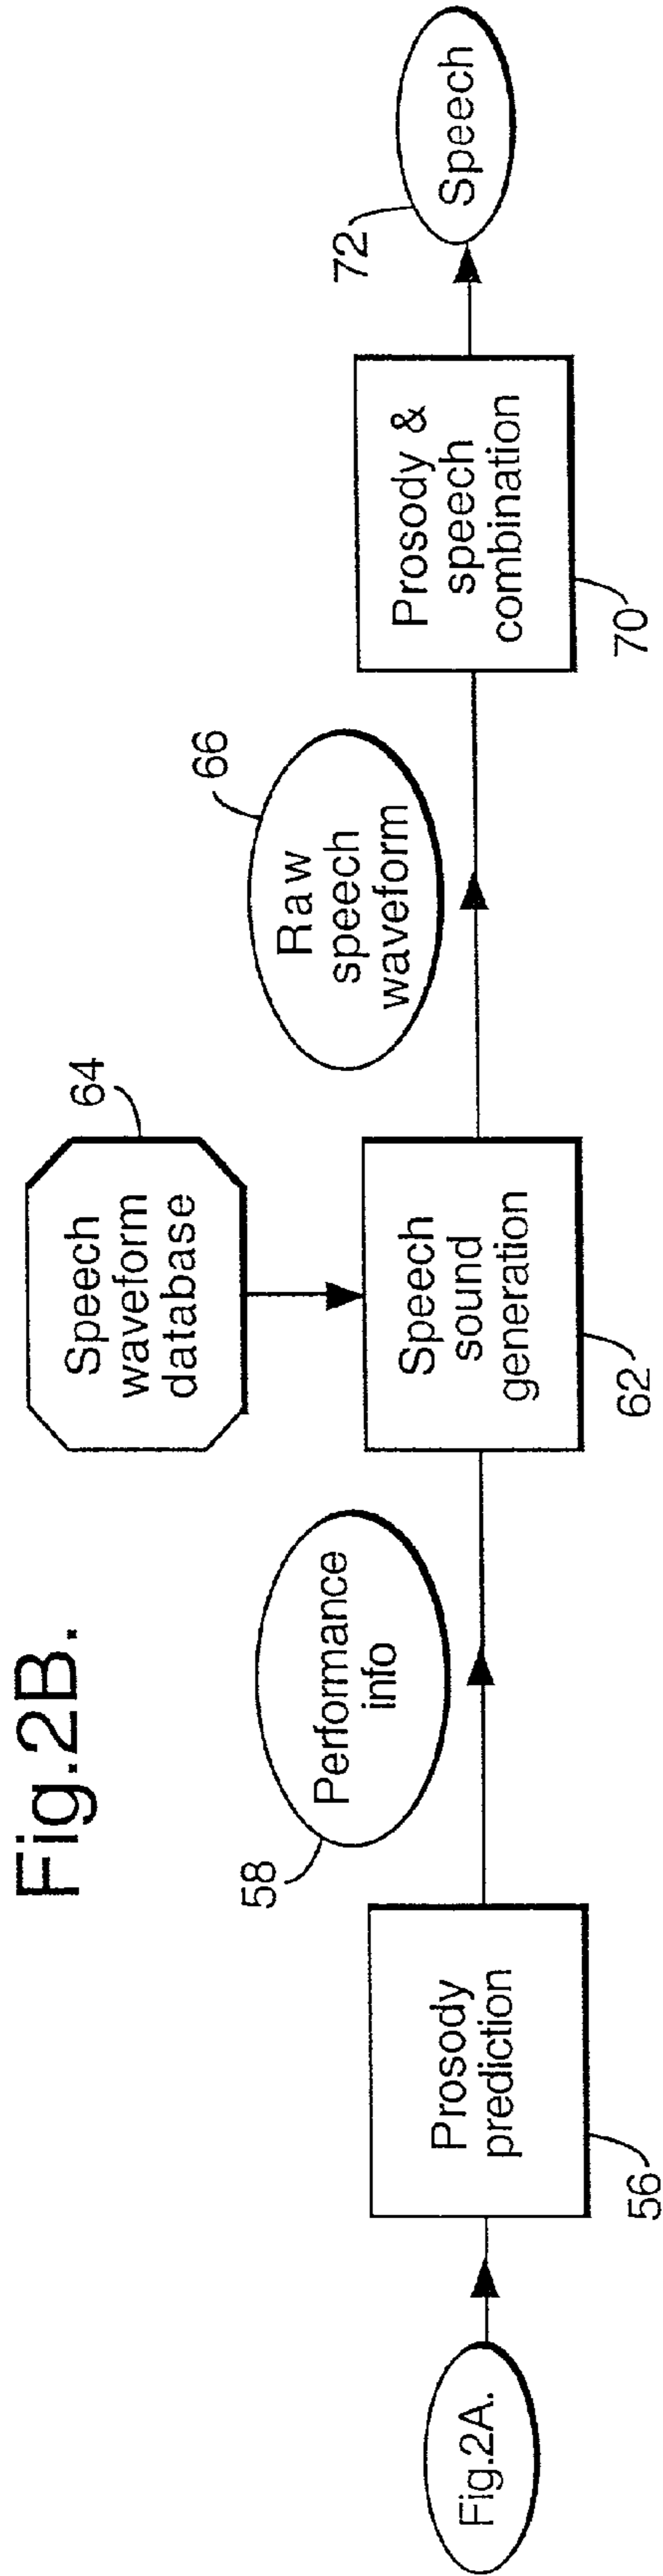 Fig.2B.
Fig.2A.
Prosody
prediction
56
Performance
info
58
Speech
waveform
database
64
Speech
sound
generation
62
Raw
speech
waveform
66
Prosody &
speech
combination
70
Speech
72